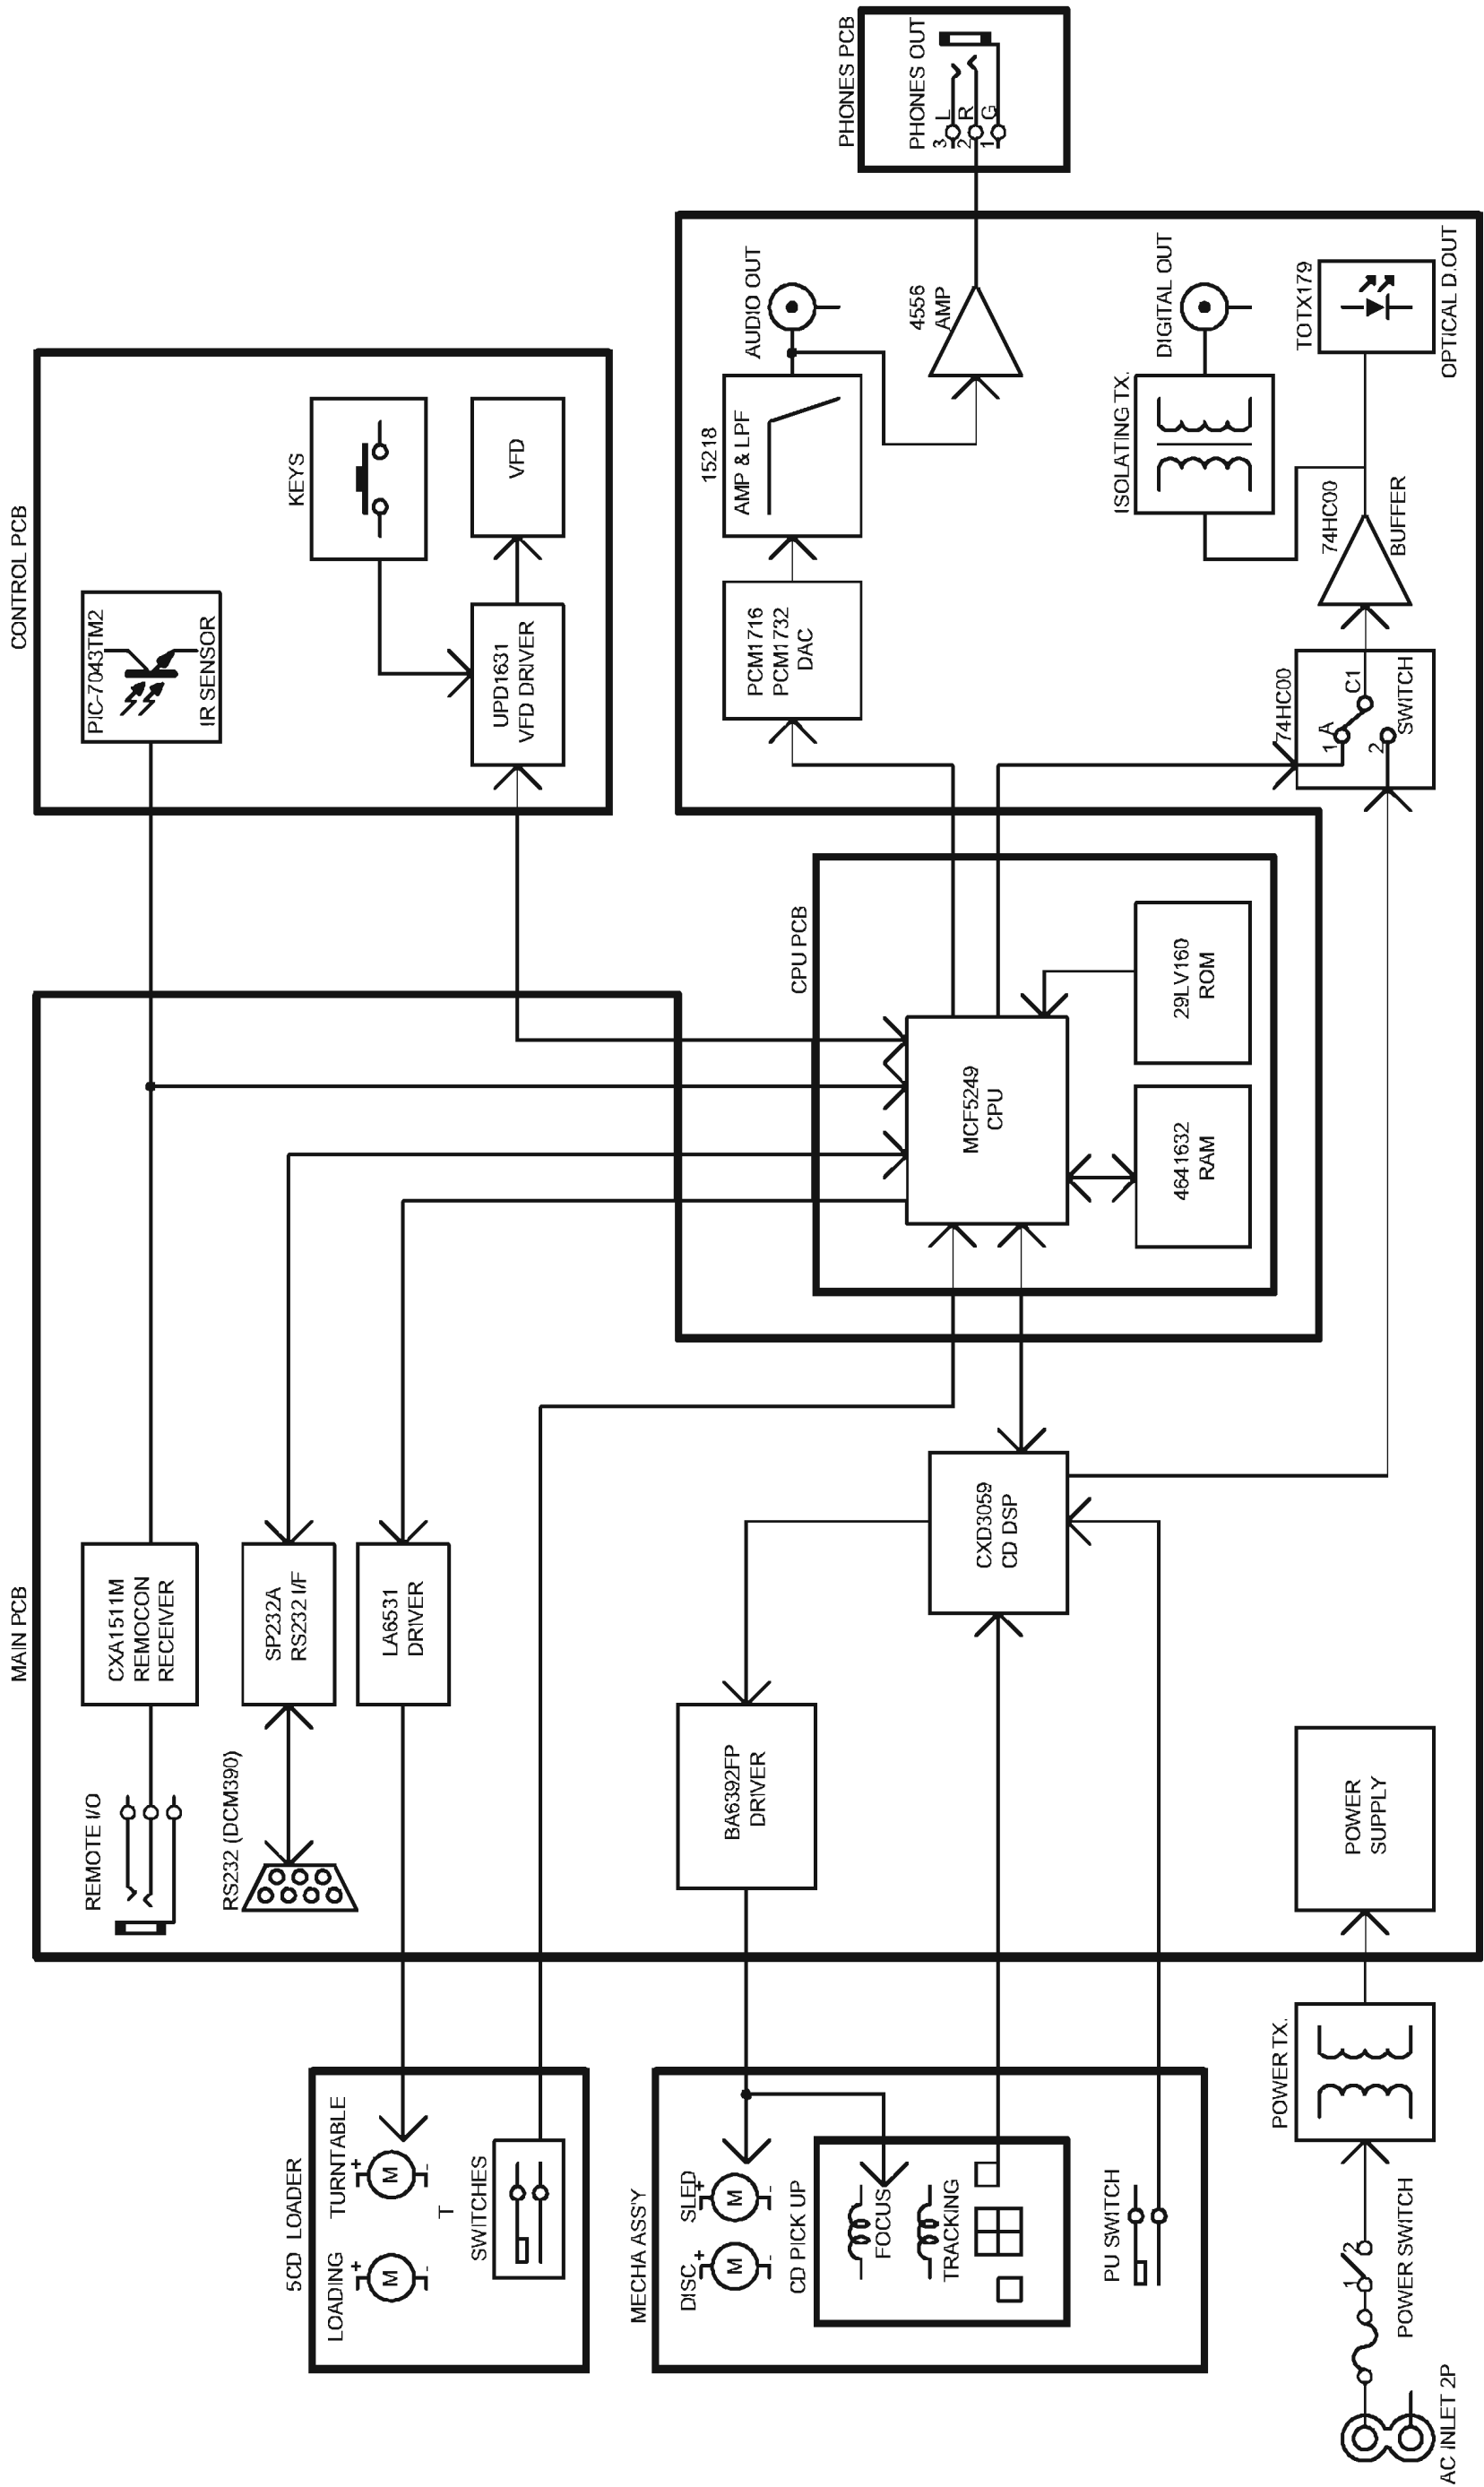 MAIN PCB
REMOTE I/O
CXA1511M
REMOCON
RECEIVER
RS232 (DCM390)
SP232A
RS232 I/F
LA6531
DRIVER
CONTROL PCB
PIC-7043TM2
IR SENSOR
KEYS
UPD1631
VFD DRIVER
VFD
5CD LOADER
LOADING
TURNTABLE
M
+
-
M
+
-
T
SWITCHES
MECHA ASS'Y
DISC
SLED
M
+
-
M
+
-
CD PICK UP
FOCUS
TRACKING
PU SWITCH
BA6392FP
DRIVER
CXD3059
CD DSP
CPU PCB
MCF5249
CPU
4641632
RAM
29LV160
ROM
PCM1716
PCM1732
DAC
15218
AMP & LPF
AUDIO OUT
4556
AMP
PHONES PCB
PHONES OUT
3 L
2 R
1 G
ISOLATING TX.
DIGITAL OUT
74HC00
1 A
C1
2
SWITCH
74HC00
BUFFER
TOTX179
OPTICAL D.OUT
AC INLET 2P
1 2
POWER SWITCH
POWER TX.
POWER
SUPPLY